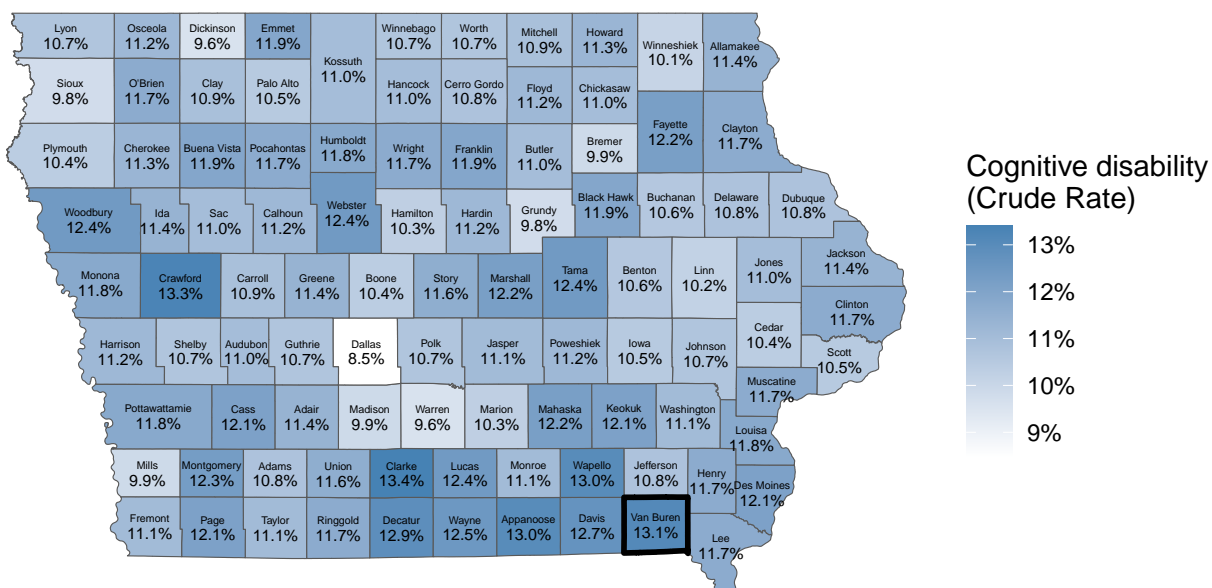 Lyon
10.7%
Osceola
11.2%
Dickinson
9.6%
Emmet
11.9%
Kossuth
11.0%
Winnebago
10.7%
Worth
10.7%
Mitchell
10.9%
Howard
11.3%
Winneshiek
10.1%
Allamakee
11.4%
Sioux
9.8%
O'Brien
11.7%
Clay
10.9%
Palo Alto
10.5%
Hancock
11.0%
Cerro Gordo
10.8%
Floyd
11.2%
Chickasaw
11.0%
Fayette
12.2%
Clayton
11.7%
Plymouth
10.4%
Cherokee
11.3%
Buena Vista
11.9%
Pocahontas
11.7%
Humboldt
11.8%
Wright
11.7%
Franklin
11.9%
Butler
11.0%
Bremer
9.9%
Woodbury
12.4%
Ida
11.4%
Sac
11.0%
Calhoun
11.2%
Webster
12.4%
Hamilton
10.3%
Hardin
11.2%
Grundy
9.8%
Black Hawk
11.9%
Buchanan
10.6%
Delaware
10.8%
Dubuque
10.8%
Monona
11.8%
Crawford
13.3%
Carroll
10.9%
Greene
11.4%
Boone
10.4%
Story
11.6%
Marshall
12.2%
Tama
12.4%
Benton
10.6%
Linn
10.2%
Jones
11.0%
Jackson
11.4%
Clinton
11.7%
Harrison
11.2%
Shelby
10.7%
Audubon
11.0%
Guthrie
10.7%
Dallas
8.5%
Polk
10.7%
Jasper
11.1%
Poweshiek
11.2%
Iowa
10.5%
Johnson
10.7%
Cedar
10.4%
Scott
10.5%
Muscatine
11.7%
Pottawattamie
11.8%
Cass
12.1%
Adair
11.4%
Madison
9.9%
Warren
9.6%
Marion
10.3%
Mahaska
12.2%
Keokuk
12.1%
Washington
11.1%
Louisa
11.8%
Mills
9.9%
Montgomery
12.3%
Adams
10.8%
Union
11.6%
Clarke
13.4%
Lucas
12.4%
Monroe
11.1%
Wapello
13.0%
Jefferson
10.8%
Henry
11.7%
Des Moines
12.1%
Fremont
11.1%
Page
12.1%
Taylor
11.1%
Ringgold
11.7%
Decatur
12.9%
Wayne
12.5%
Appanoose
13.0%
Davis
12.7%
Van Buren
13.1%
Lee
11.7%
Cognitive disability
(Crude Rate)
13%
12%
11%
10%
9%